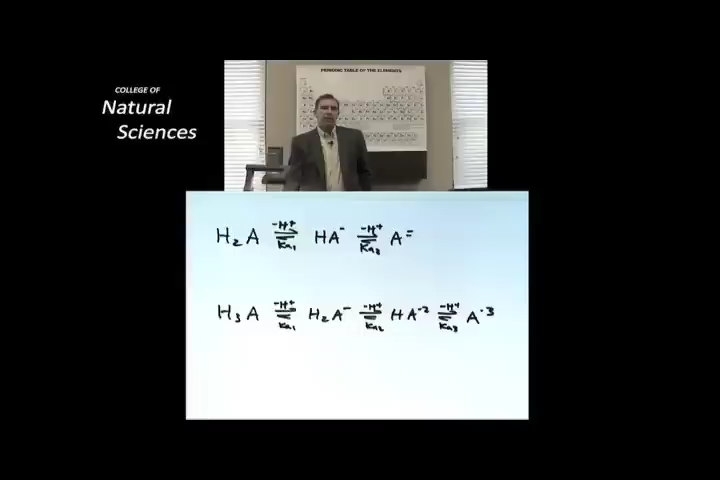 PERIODIC TABLE OF THE ELEMENTS
COLLEGE OF
Natural
Sciences
H₂A ⇌ -H⁺ Ka₁ HA⁻ ⇌ -H⁺ Ka₂ A⁼
H₃A ⇌ -H⁺ Ka₁ H₂A⁻ ⇌ -H⁺ Ka₂ HA⁻² ⇌ -H⁺ Ka₃ A⁻³